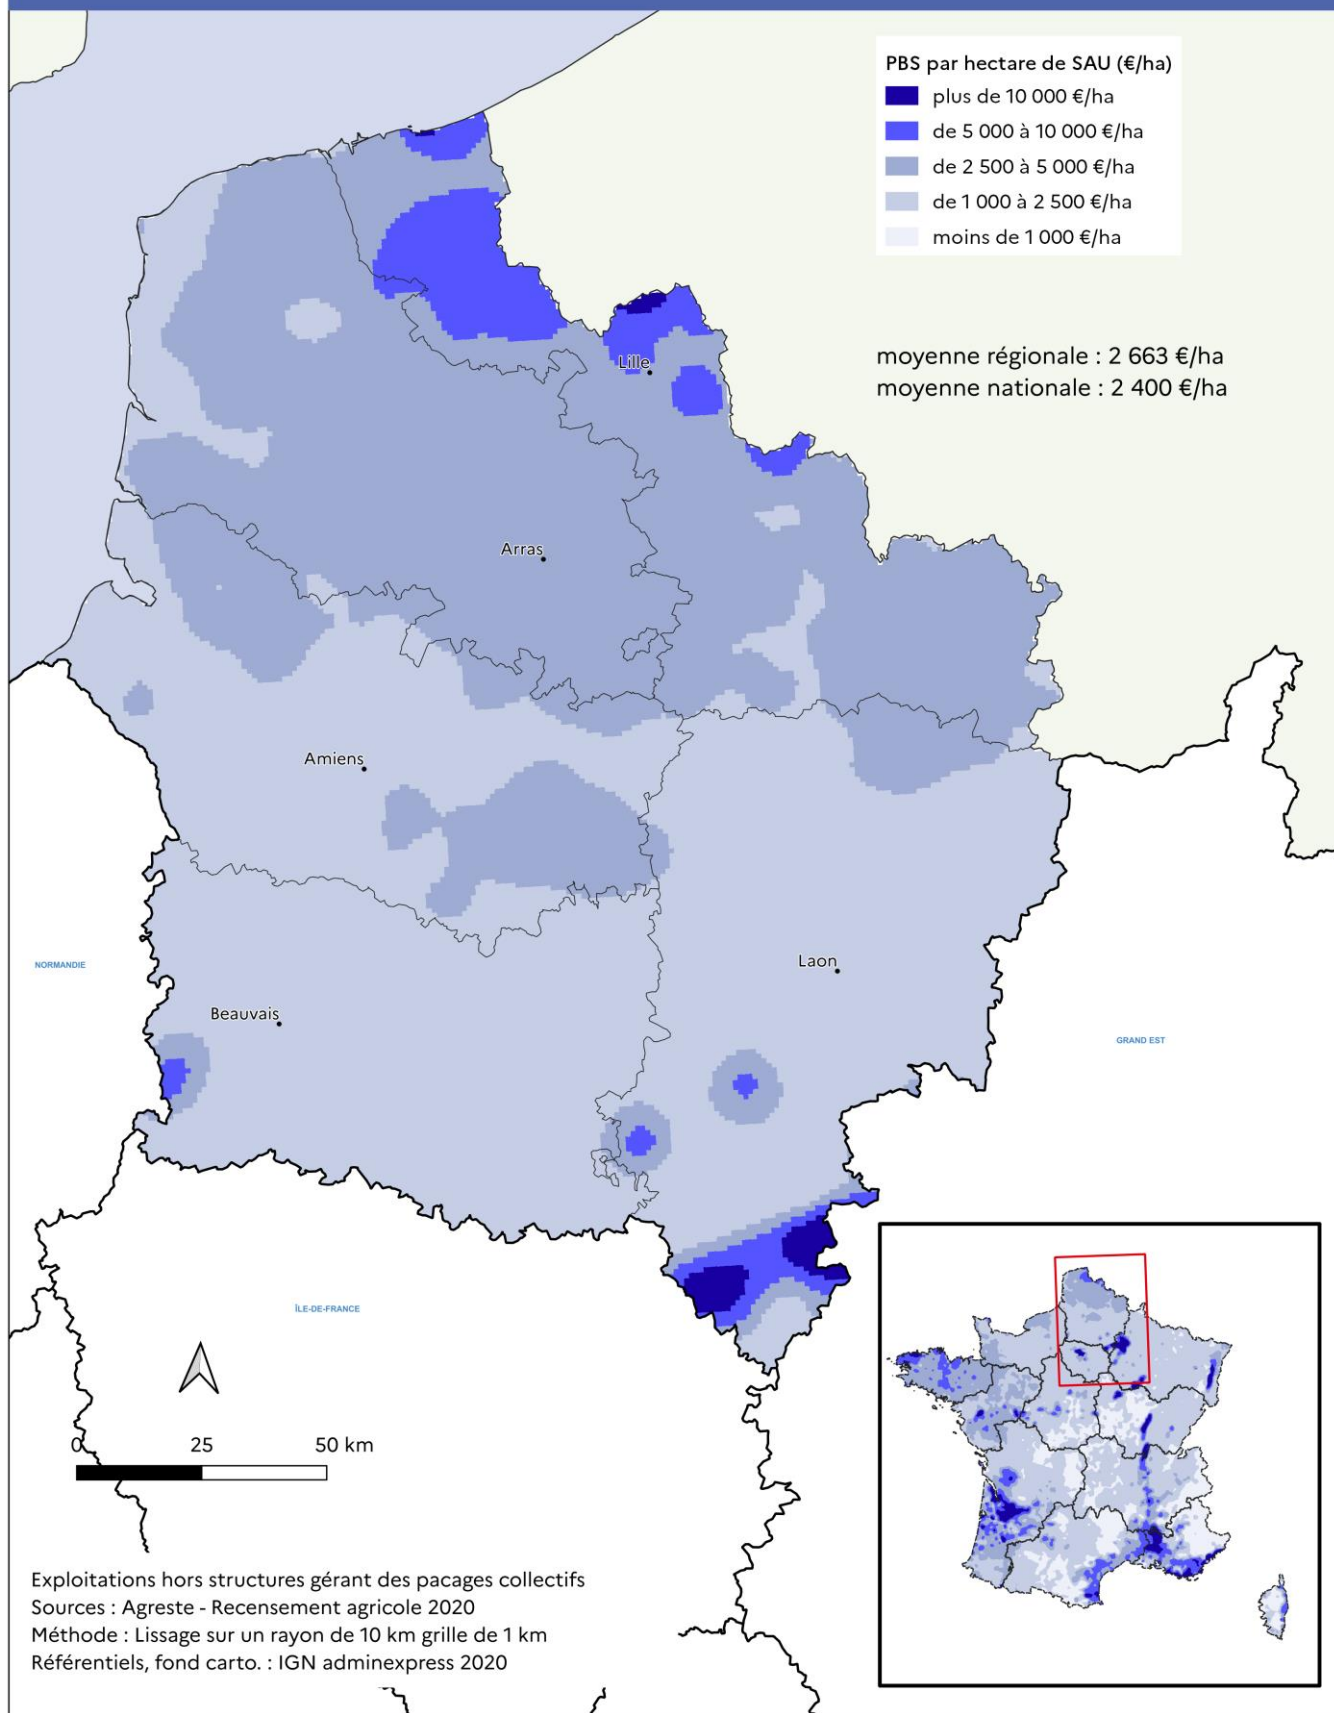 PBS par hectare de SAU (€/ha)
plus de 10 000 €/ha
de 5 000 à 10 000 €/ha
de 2 500 à 5 000 €/ha
de 1 000 à 2 500 €/ha
moins de 1 000 €/ha
moyenne régionale : 2 663 €/ha
moyenne nationale : 2 400 €/ha
Lille
Arras
Amiens
Laon
NORMANDIE
Beauvais
GRAND EST
ÎLE-DE-FRANCE
0 25 50 km
Exploitations hors structures gérant des pacages collectifs
Sources : Agreste - Recensement agricole 2020
Méthode : Lissage sur un rayon de 10 km grille de 1 km
Référentiels, fond carto. : IGN adminexpress 2020